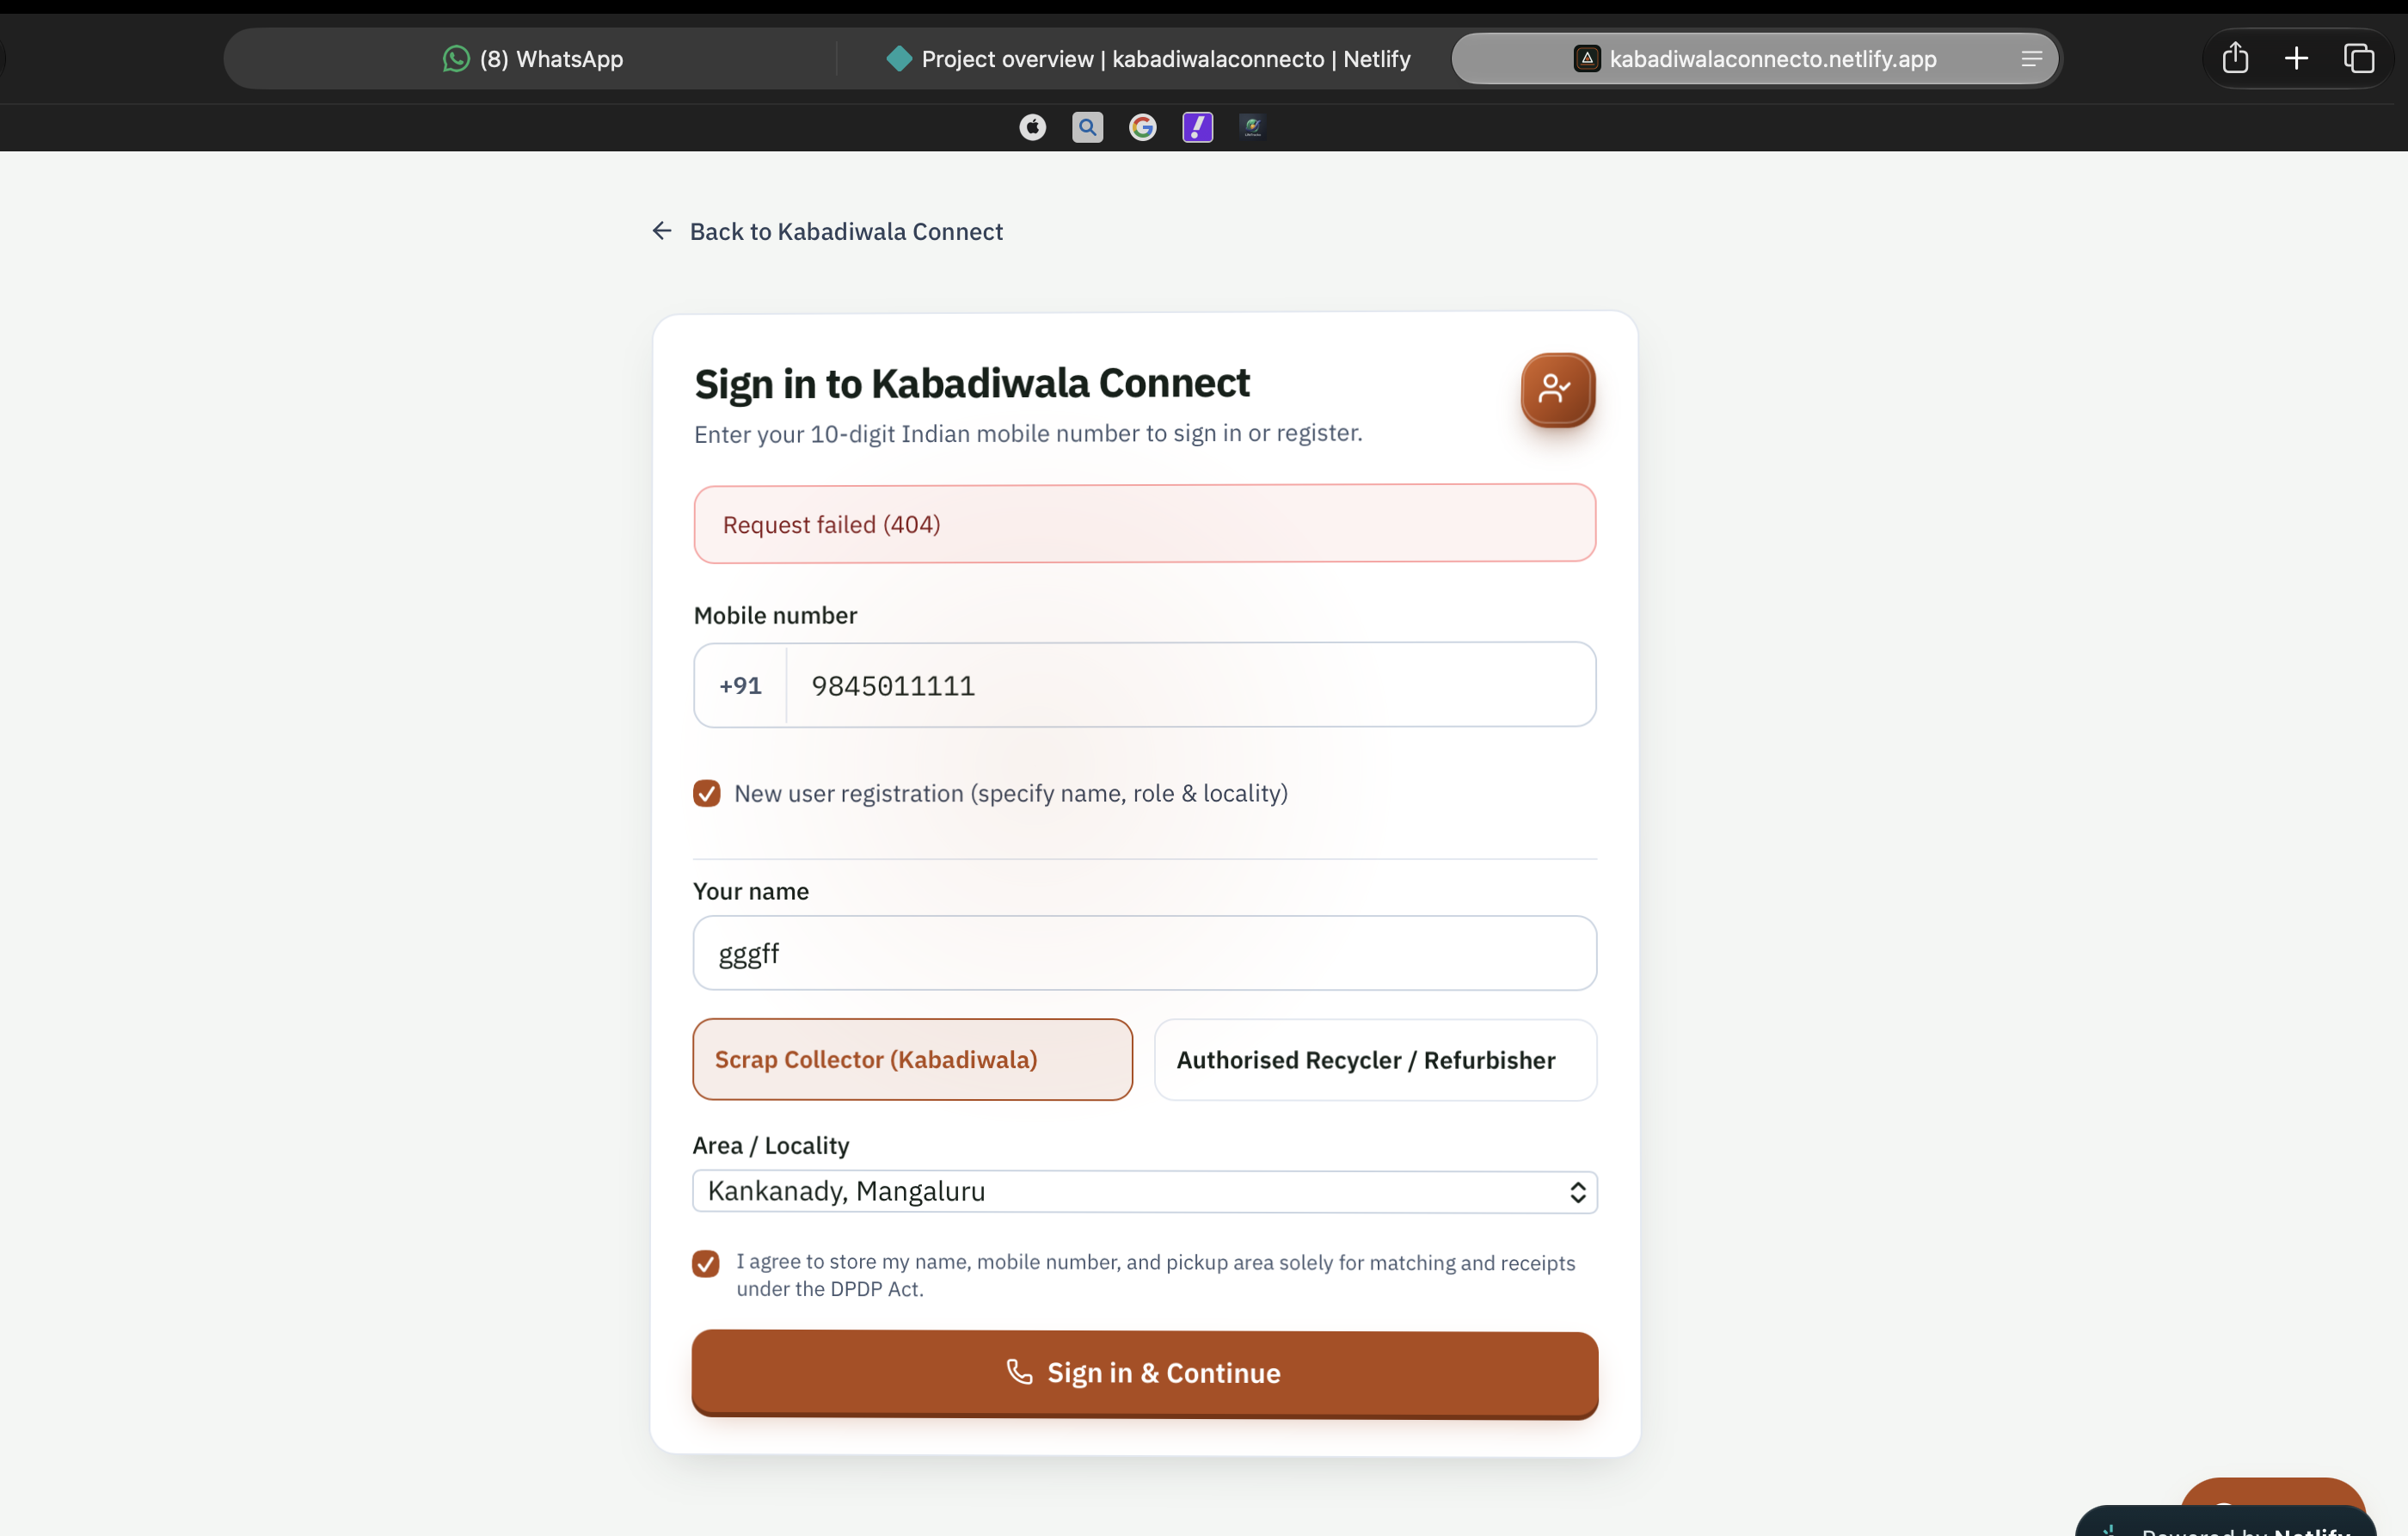 (8) WhatsApp
Project overview | kabadiwalaconnecto | Netlify
kabadiwalaconnecto.netlify.app
Back to Kabadiwala Connect
Sign in to Kabadiwala Connect
Enter your 10-digit Indian mobile number to sign in or register.
Request failed (404)
Mobile number
+91 9845011111
New user registration (specify name, role & locality)
Your name
gggff
Scrap Collector (Kabadiwala)
Authorised Recycler / Refurbisher
Area / Locality
Kankanady, Mangaluru
I agree to store my name, mobile number, and pickup area solely for matching and receipts
under the DPDP Act.
Sign in & Continue
Powered by Netlify